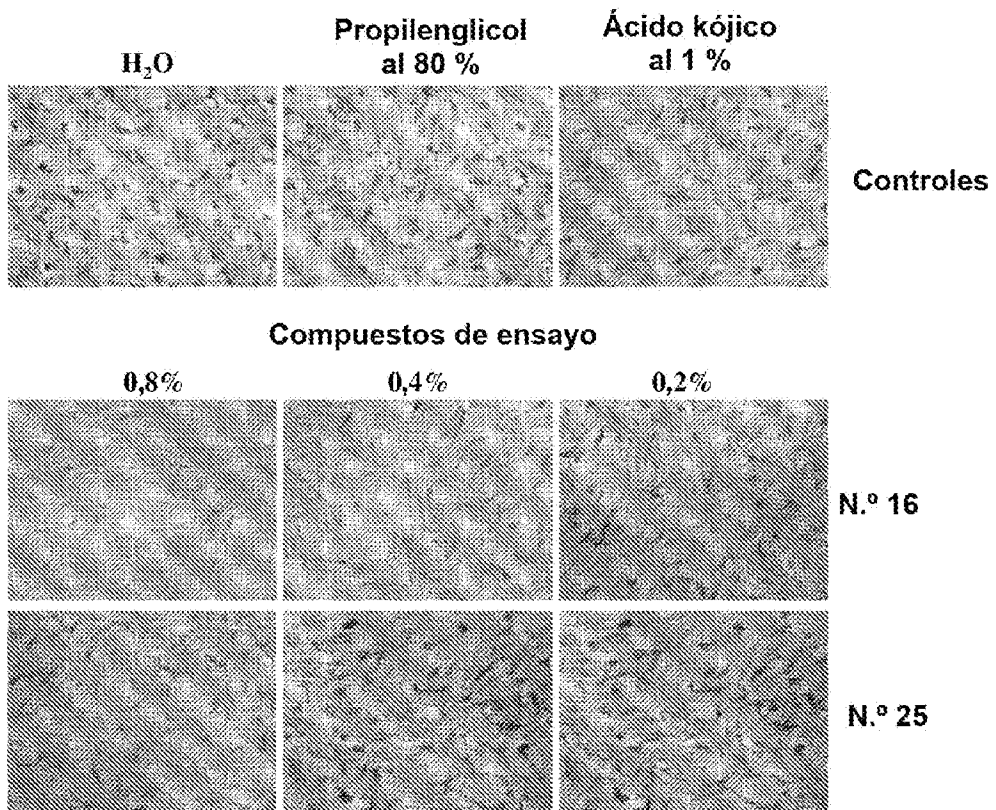 H₂O
Propilenglicol
al 80 %
Ácido kójico
al 1 %
Controles
Compuestos de ensayo
0,8%
0,4%
0,2%
N.º 16
N.º 25